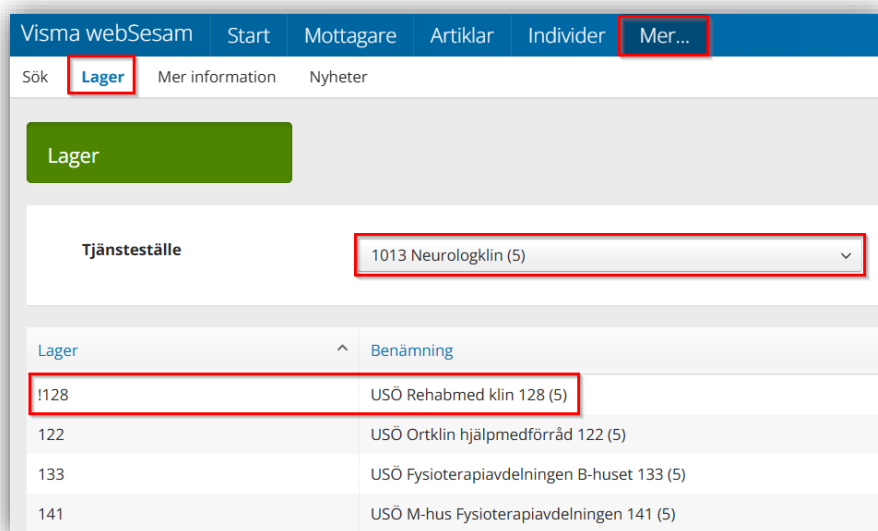 Visma webSesam Start Mottagare Artiklar Individer Mer...
Sök Lager Mer information Nyheter
Lager
Tjänsteställe 1013 Neurologklin (5)
Lager Benämning
!128 USÖ Rehabmed klin 128 (5)
122 USÖ Ortklin hjälpmedförråd 122 (5)
133 USÖ Fysioterapiavdelningen B-huset 133 (5)
141 USÖ M-hus Fysioterapiavdelningen 141 (5)